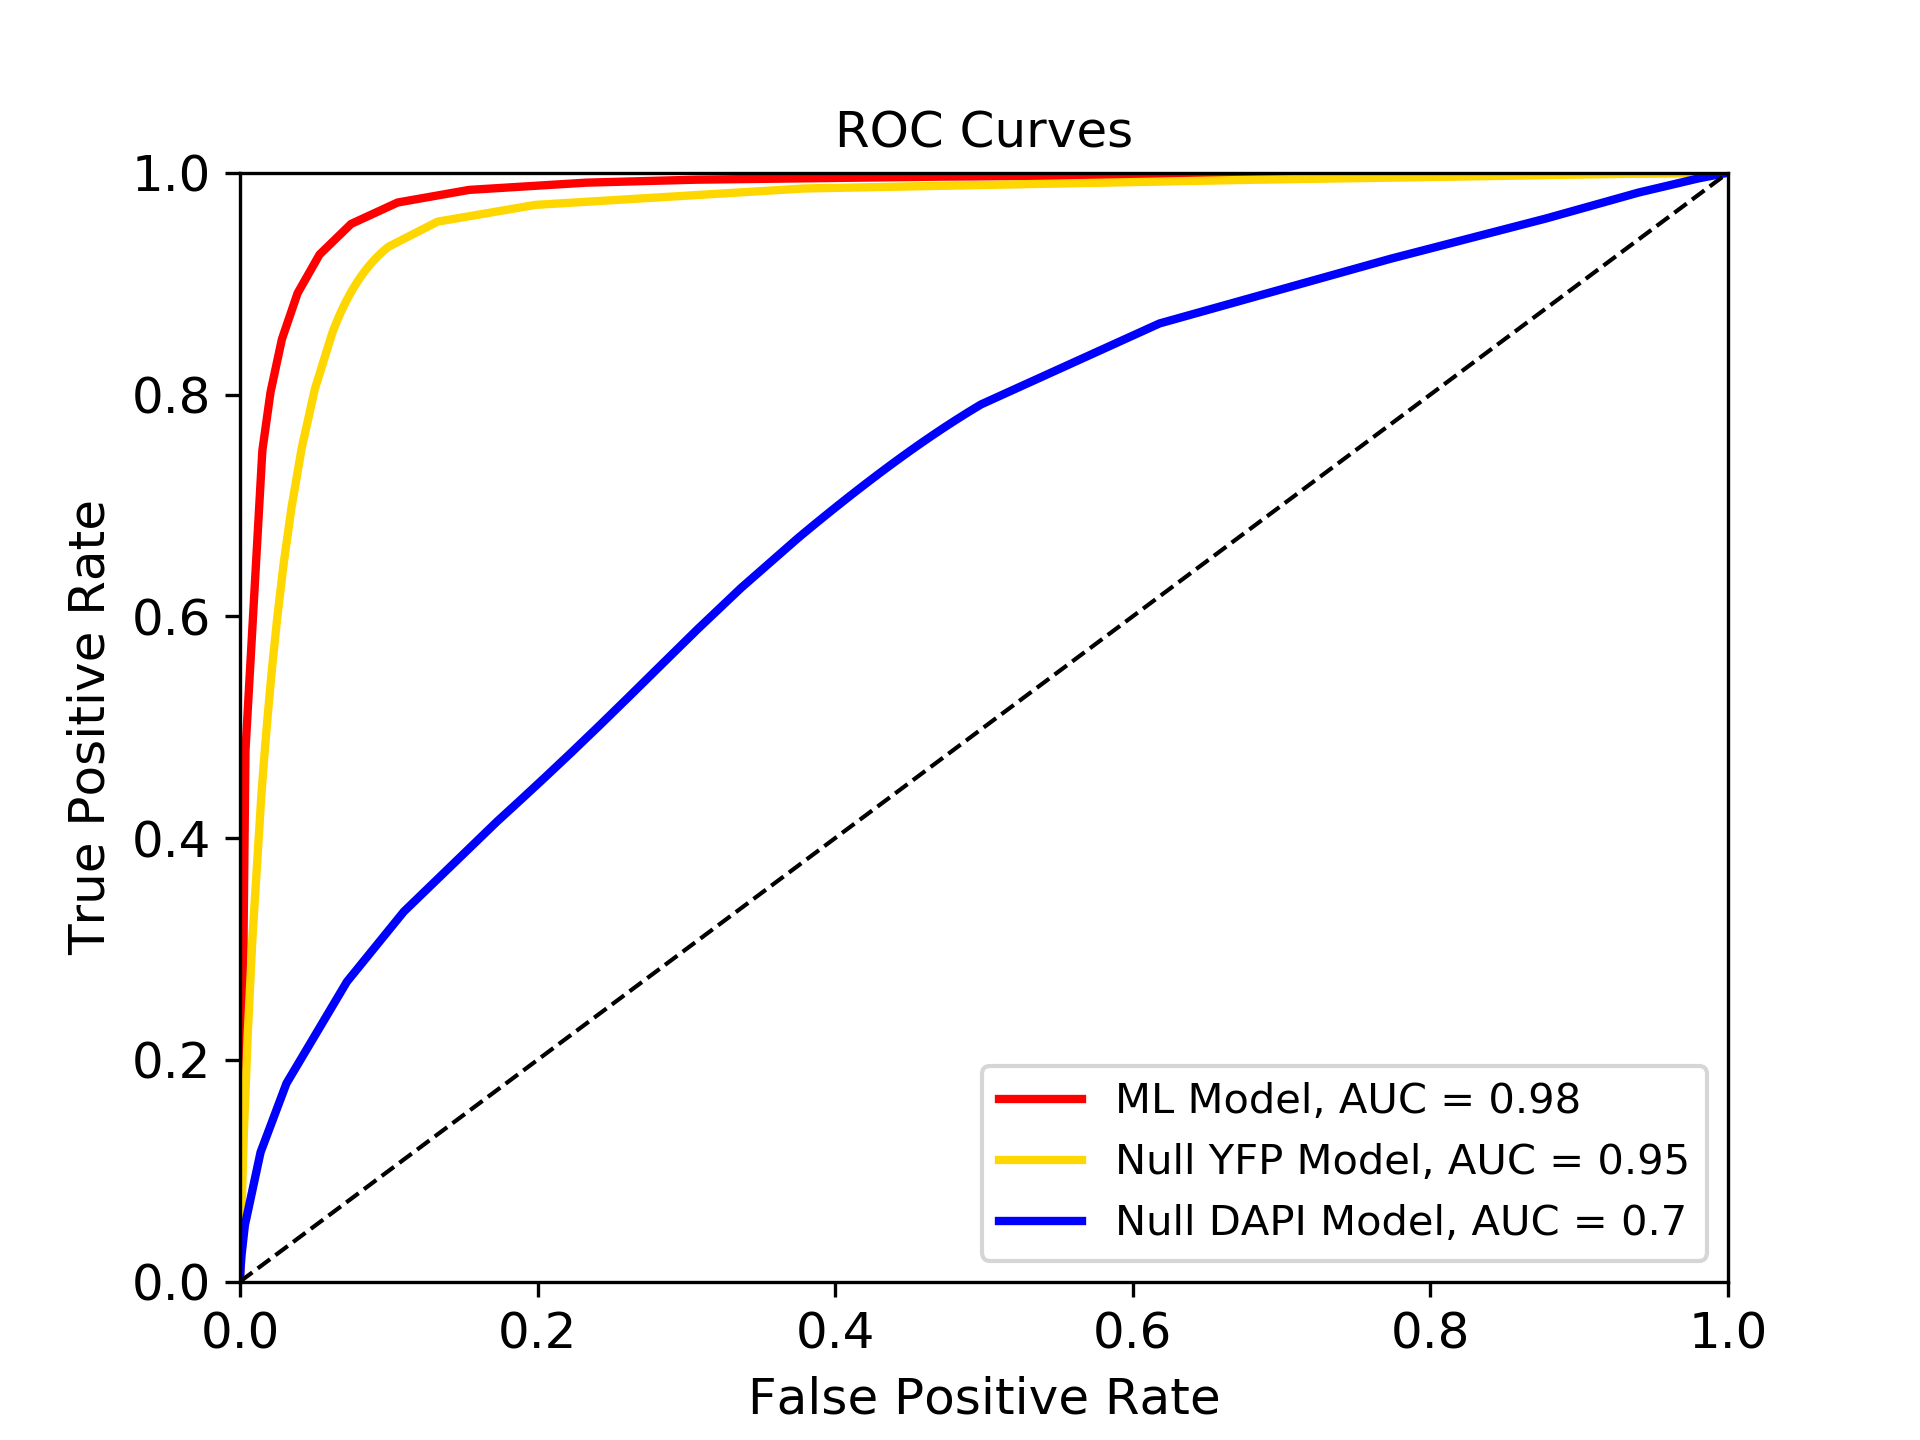 ROC Curves
True Positive Rate
1.0
0.8
0.6
0.4
0.2
0.0
0.0 0.2 0.4 0.6 0.8 1.0
False Positive Rate
ML Model, AUC = 0.98
Null YFP Model, AUC = 0.95
Null DAPI Model, AUC = 0.7